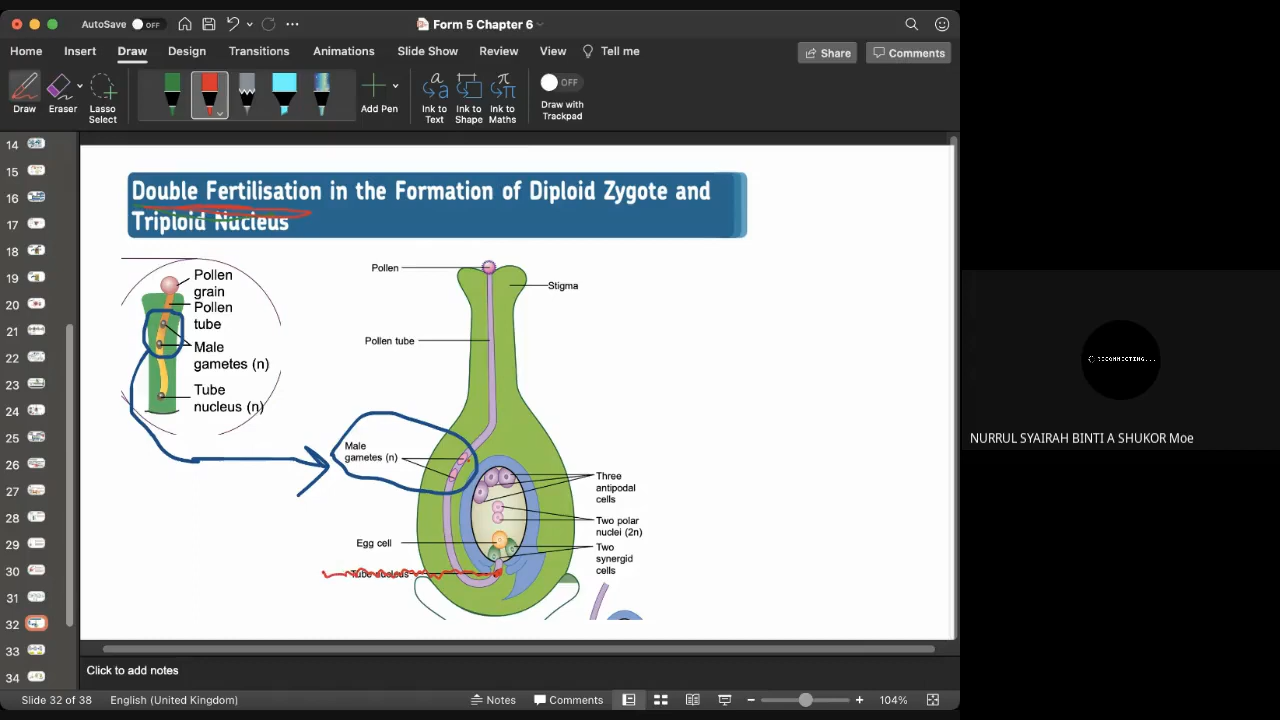 AutoSave OFF
Form 5 Chapter 6
Home Insert Draw Design Transitions Animations Slide Show Review View Tell me
Share Comments
Draw
Eraser
Lasso
Select
Add Pen
Ink to
Text
Ink to
Shape
Ink to
Maths
OFF
Draw with
Trackpad
14
15
16
17
18
19
20
21
22
23
24
25
26
27
28
29
30
31
32
33
34
Double Fertilisation in the Formation of Diploid Zygote and
Triploid Nucleus
Pollen
grain
Pollen
tube
Male
gametes (n)
Tube
nucleus (n)
Pollen
Stigma
Pollen tube
Male
gametes (n)
Three
antipodal
cells
Two polar
nuclei (2n)
Egg cell
Two
synergid
cells
Tube nucleus
RECONNECTING...
NURRUL SYAIRAH BINTI A SHUKOR Moe
Click to add notes
Slide 32 of 38 English (United Kingdom) Notes Comments 104%